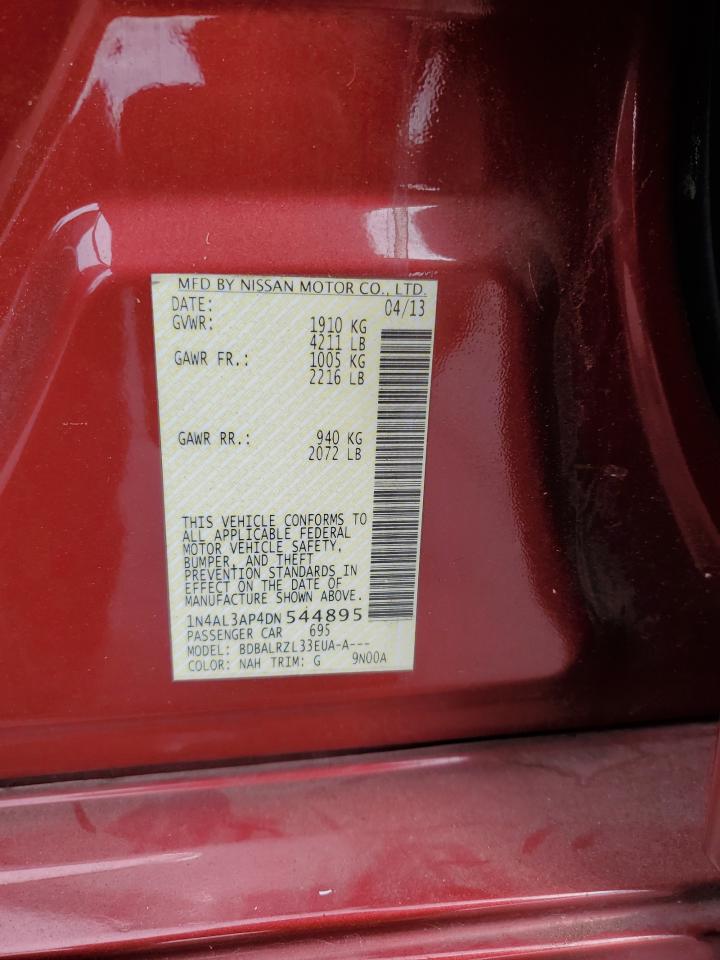 MFD BY NISSAN MOTOR CO., LTD.
DATE: 04/13
GVWR: 1910 KG
4211 LB
GAWR FR.: 1005 KG
2216 LB
GAWR RR.: 940 KG
2072 LB
THIS VEHICLE CONFORMS TO
ALL APPLICABLE FEDERAL
MOTOR VEHICLE SAFETY,
BUMPER, AND THEFT
PREVENTION STANDARDS IN
EFFECT ON THE DATE OF
MANUFACTURE SHOWN ABOVE.
1N4AL3AP4DN544895
PASSENGER CAR 695
MODEL: BDBALRZL33EUA-A---
COLOR: NAH TRIM: G 9N00A